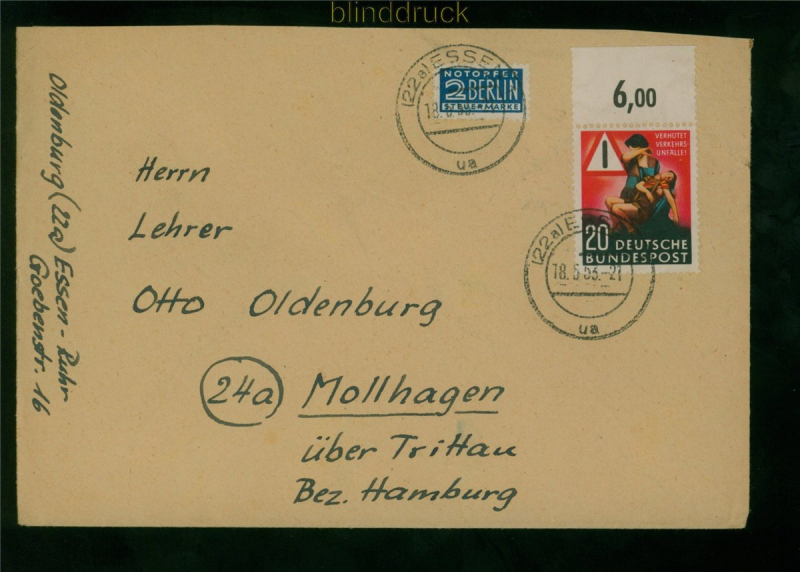 blinddruck
(22a) ESSEN
NOTOPFER
2 BERLIN
STEUERMARKE
ua
6,00
VERHÜTET
VERKEHRS-
UNFÄLLE!
20 DEUTSCHE
BUNDESPOST
(22a) ESSEN
18.5.53.-21
ua
Herrn
Lehrer
Otto Oldenburg
24a Mollhagen
über Trittau
Bez. Hamburg
Oldenburg (22a) Essen-Ruhr
Goebenstr. 16